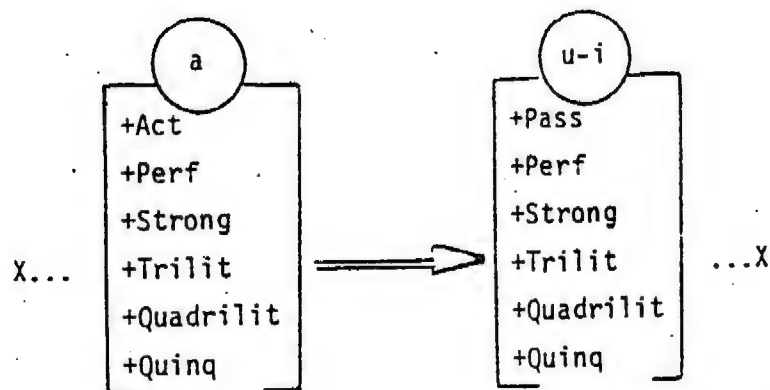 a u-i
+Act +Pass
+Perf +Perf
+Strong +Strong
X... +Trilit +Trilit ...X
+Quadrilit +Quadrilit
+Quinq +Quinq